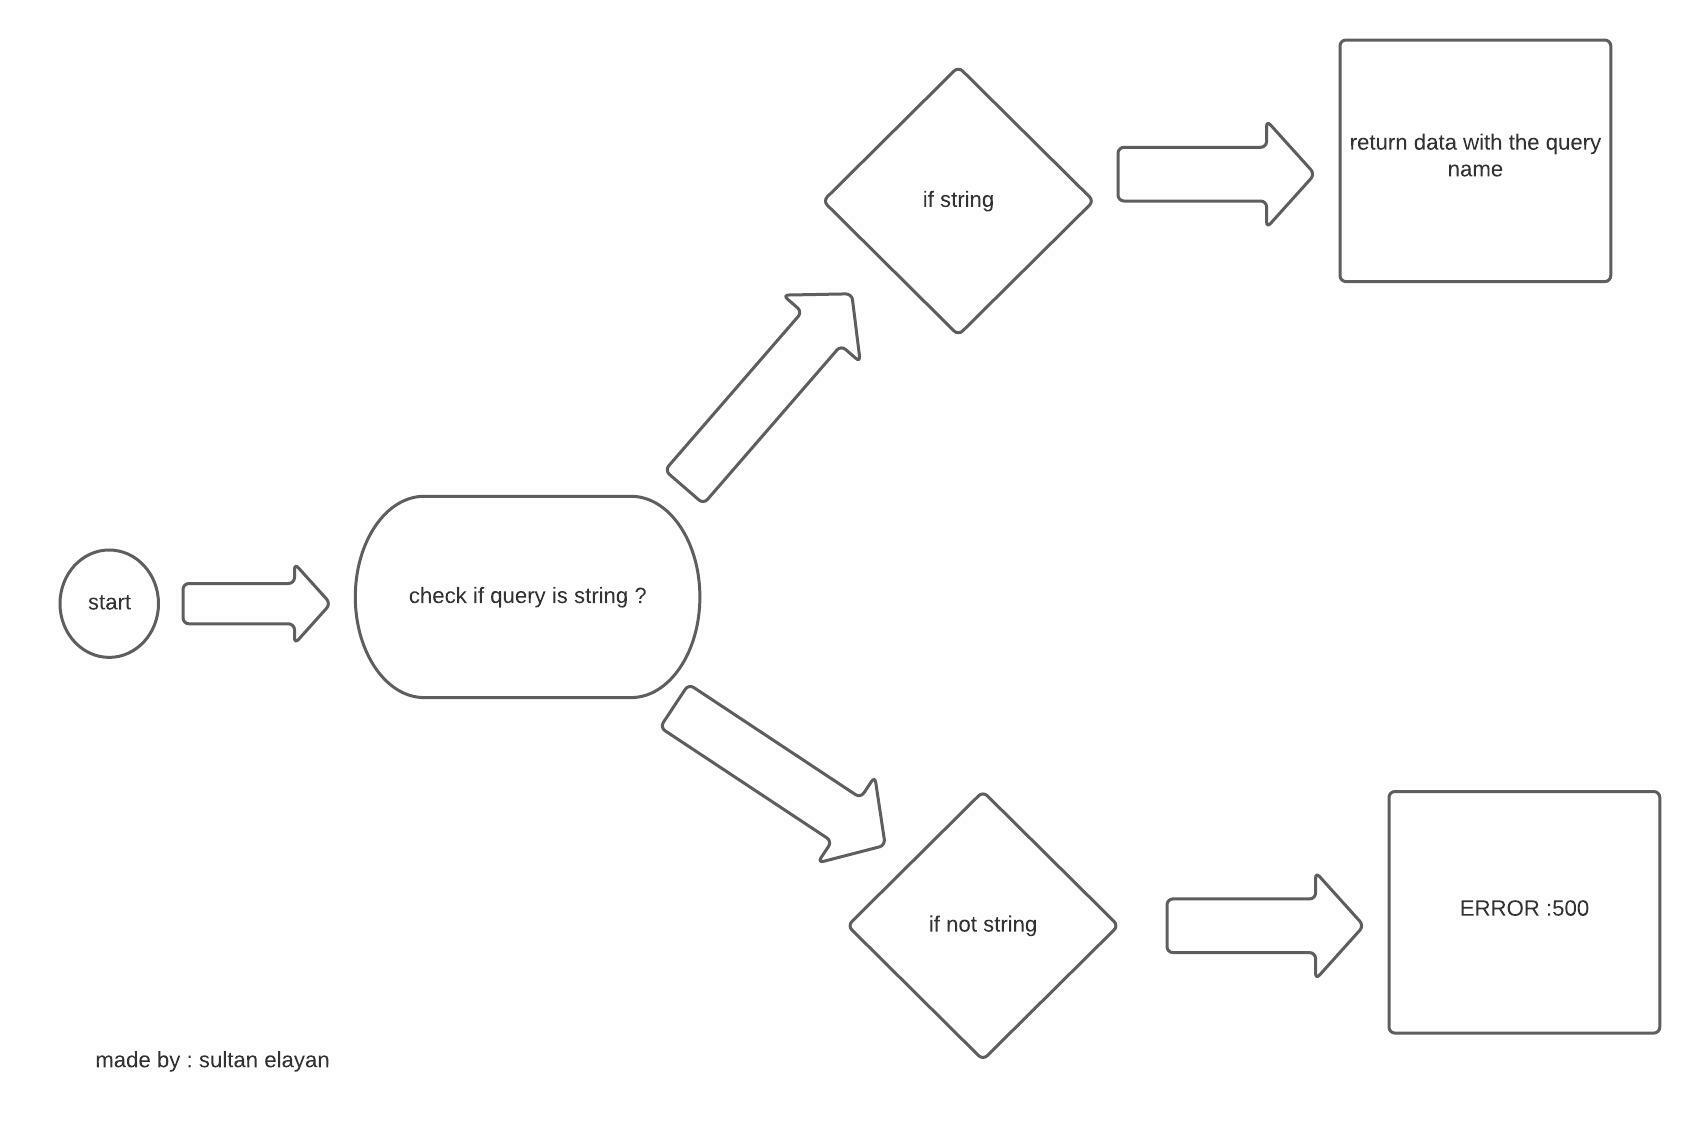 start
check if query is string ?
if string
return data with the query
name
if not string
ERROR :500
made by : sultan elayan